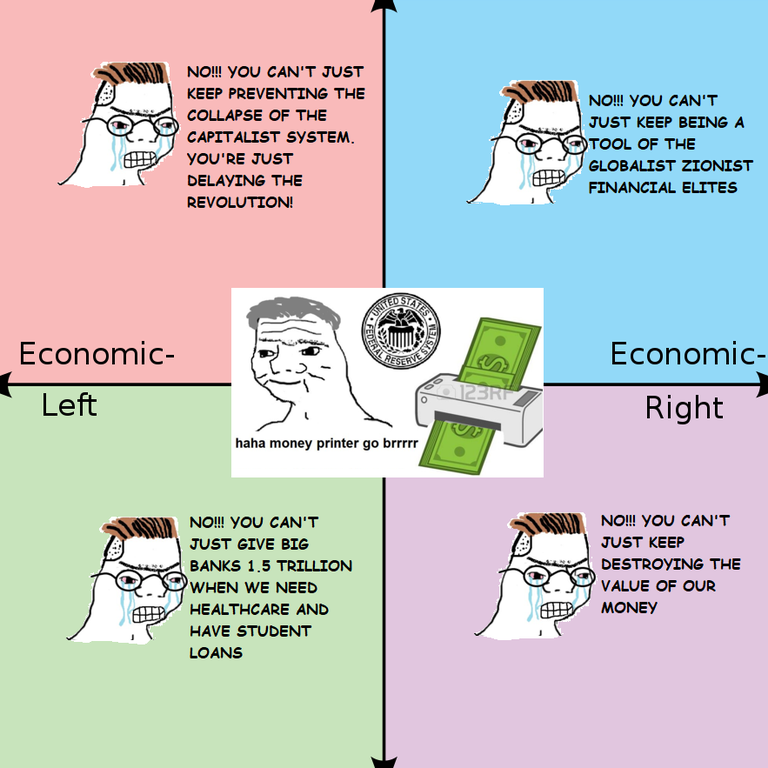 NO!!! YOU CAN'T JUST
KEEP PREVENTING THE
COLLAPSE OF THE
CAPITALIST SYSTEM.
YOU'RE JUST
DELAYING THE
REVOLUTION!
NO!!! YOU CAN'T
JUST KEEP BEING A
TOOL OF THE
GLOBALIST ZIONIST
FINANCIAL ELITES
Economic-
Left
Economic-
Right
UNITED STATES
FEDERAL RESERVE SYSTEM
123RF
haha money printer go brrrrr
NO!!! YOU CAN'T
JUST GIVE BIG
BANKS 1.5 TRILLION
WHEN WE NEED
HEALTHCARE AND
HAVE STUDENT
LOANS
NO!!! YOU CAN'T
JUST KEEP
DESTROYING THE
VALUE OF OUR
MONEY